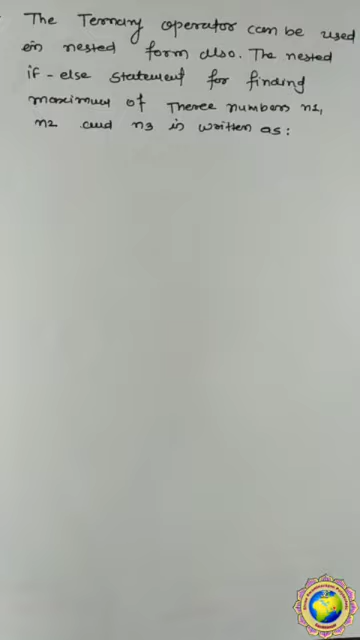 The Ternary operator can be used
in nested form also. The nested
if-else statement for finding
maximum of Theree numbers n1,
n2 and n3 is written as: